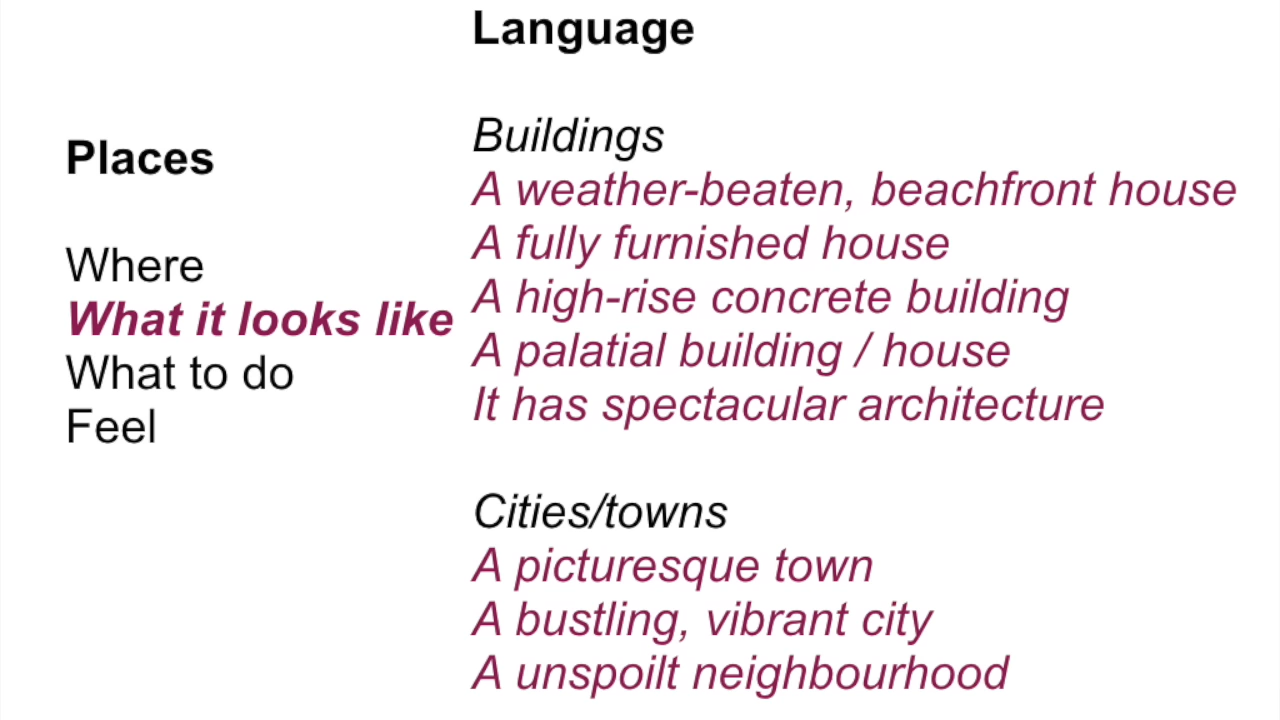 Places
Where
What it looks like
What to do
Feel
Language
Buildings
A weather-beaten, beachfront house
A fully furnished house
A high-rise concrete building
A palatial building / house
It has spectacular architecture
Cities/towns
A picturesque town
A bustling, vibrant city
A unspoilt neighbourhood